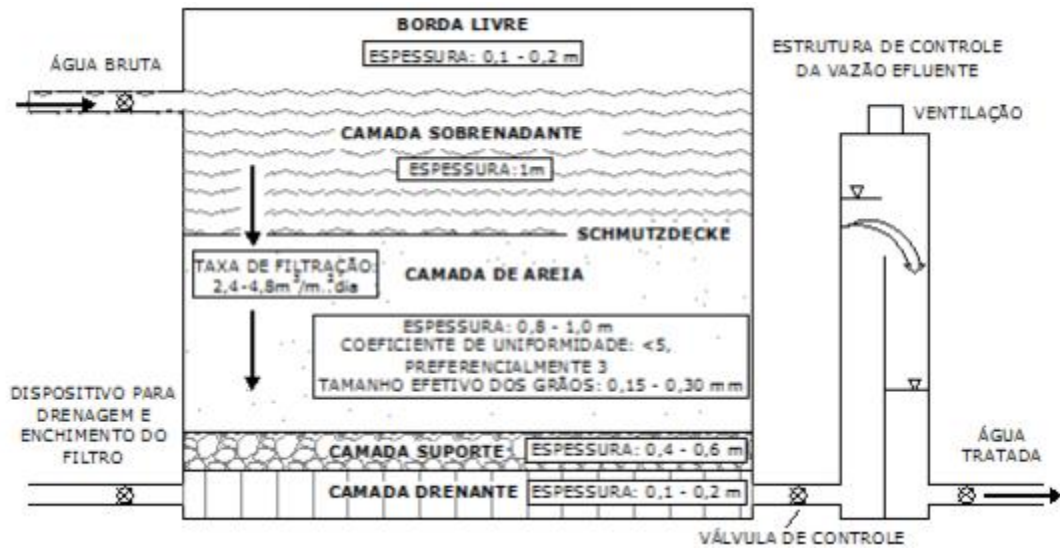 BORDA LIVRE
ESPESSURA: 0,1 - 0,2 m
ÁGUA BRUTA
ESTRUTURA DE CONTROLE
DA VAZÃO EFLUENTE
VENTILAÇÃO
CAMADA SOBRENADANTE
ESPESSURA: 1m
SCHMUTZDECKE
TAXA DE FILTRAÇÃO:
2,4-4,8m³/m².dia
CAMADA DE AREIA
ESPESSURA: 0,8 - 1,0 m
COEFICIENTE DE UNIFORMIDADE: <5,
PREFERENCIALMENTE 3
TAMANHO EFETIVO DOS GRÃOS: 0,15 - 0,30 mm
DISPOSITIVO PARA
DRENAGEM E
ENCHIMENTO DO
FILTRO
CAMADA SUPORTE
ESPESSURA: 0,4 - 0,6 m
CAMADA DRENANTE
ESPESSURA: 0,1 - 0,2 m
ÁGUA
TRATADA
VÁLVULA DE CONTROLE